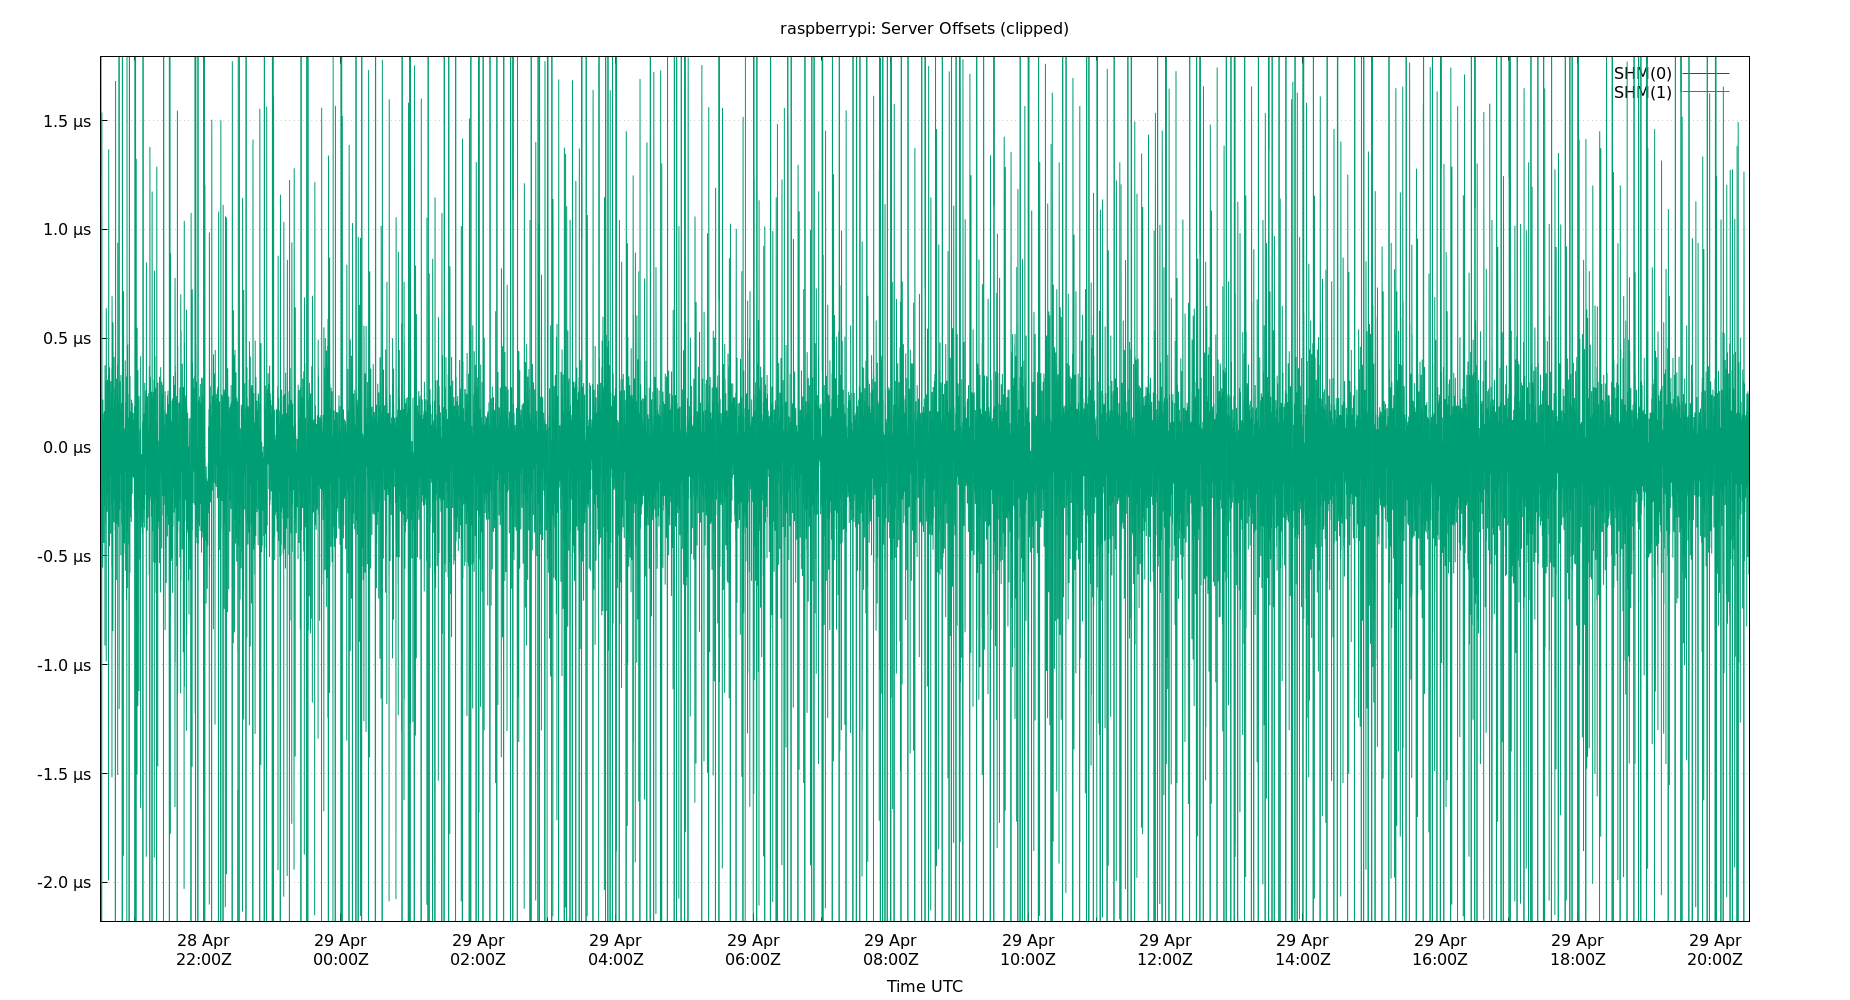 raspberrypi: Server Offsets (clipped)
SHM(0)
SHM(1)
1.5 µs
1.0 µs
0.5 µs
0.0 µs
-0.5 µs
-1.0 µs
-1.5 µs
-2.0 µs
28 Apr 29 Apr 29 Apr 29 Apr 29 Apr 29 Apr 29 Apr 29 Apr 29 Apr 29 Apr 29 Apr 29 Apr
22:00Z 00:00Z 02:00Z 04:00Z 06:00Z 08:00Z 10:00Z 12:00Z 14:00Z 16:00Z 18:00Z 20:00Z
Time UTC